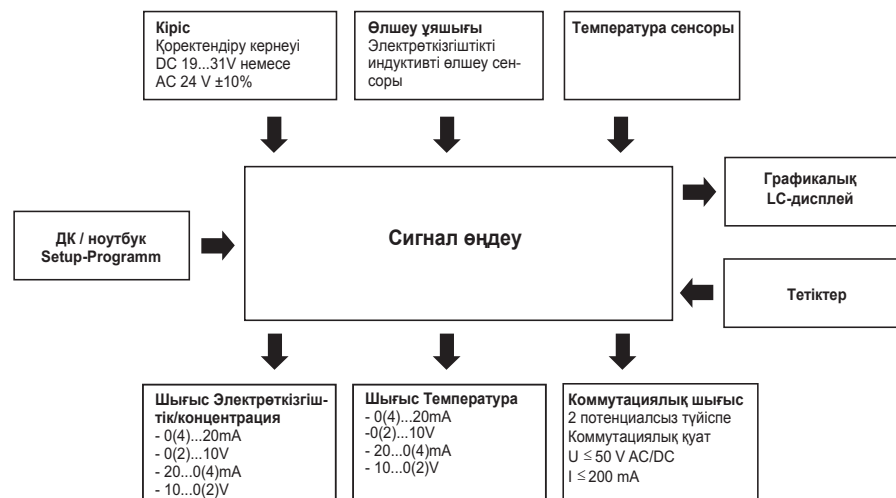 Кіріс
Қоректендіру кернеуі
DC 19...31V немесе
AC 24 V ±10%
Өлшеу ұяшығы
Электреткізгіштікті
индуктивті өлшеу сен-
соры
Температура сенсоры
Графикалық
LC-дисплей
ДК / ноутбук
Setup-Programm
Сигнал өңдеу
Тетіктер
Шығыс Электреткізгіш-
тік/концентрация
- 0(4)...20mA
- 0(2)...10V
- 20...0(4)mA
- 10...0(2)V
Шығыс Температура
- 0(4)...20mA
-0(2)...10V
- 20...0(4)mA
- 10...0(2)V
Коммутациялық шығыс
2 потенциалсыз түйіспе
Коммутациялық қуат
U ≤ 50 V AC/DC
I ≤ 200 mA